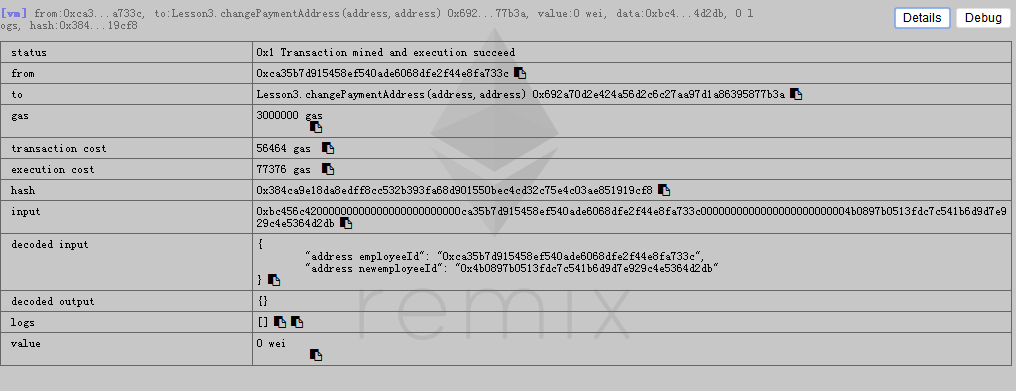 [vm] from:0xca3...a733c, to:Lesson3.changePaymentAddress(address,address) 0x692...77b3a, value:0 wei, data:0xbc4...4d2db, 0 l
ogs, hash:0x384...19cf8
Details
Debug
status 0x1 Transaction mined and execution succeed
from 0xca35b7d915458ef540ade6068dfe2f44e8fa733c
to Lesson3.changePaymentAddress(address,address) 0x692a70d2e424a56d2c6c27aa97d1a86395877b3a
gas 3000000 gas
transaction cost 56464 gas
execution cost 77376 gas
hash 0x384ca9e18da8edff8cc532b393fa68d901550bec4cd32c75e4c03ae851919cf8
input 0xbc456c42000000000000000000000000ca35b7d915458ef540ade6068dfe2f44e8fa733c0000000000000000000000004b0897b0513fdc7c541b6d9d7e
929c4e5364d2db
decoded input {
"address employeeId": "0xca35b7d915458ef540ade6068dfe2f44e8fa733c",
"address newemployeeId": "0x4b0897b0513fdc7c541b6d9d7e929c4e5364d2db"
}
decoded output {}
logs []
value 0 wei
remix